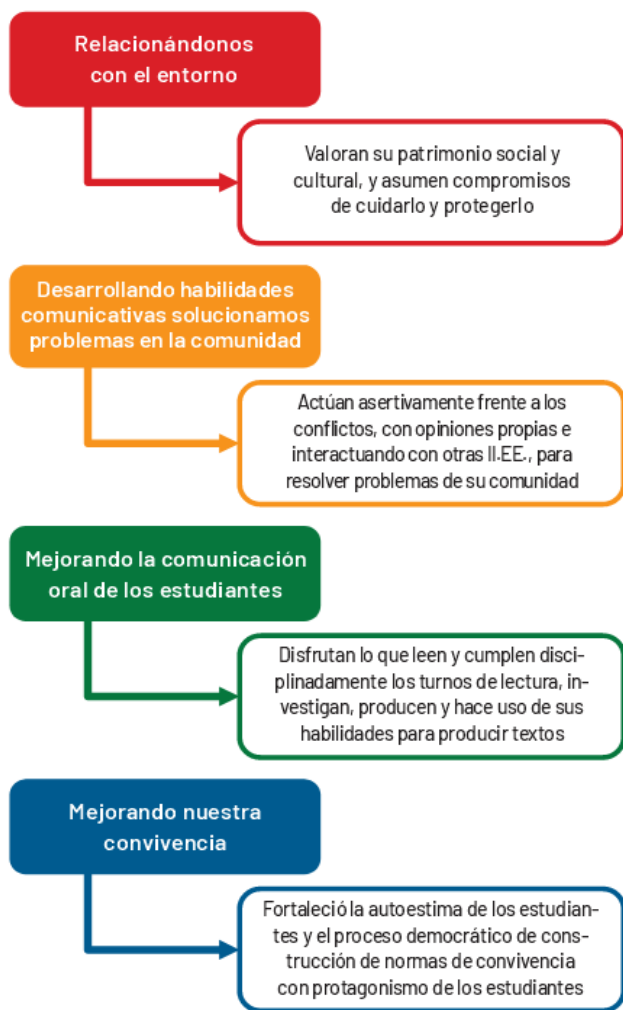 Relacionándonos
con el entorno
Valoran su patrimonio social y
cultural, y asumen compromisos
de cuidarlo y protegerlo
Desarrollando habilidades
comunicativas solucionamos
problemas en la comunidad
Actúan asertivamente frente a los
conflictos, con opiniones propias e
interactuando con otras II.EE., para
resolver problemas de su comunidad
Mejorando la comunicación
oral de los estudiantes
Disfrutan lo que leen y cumplen disci-
plinadamente los turnos de lectura, in-
vestigan, producen y hace uso de sus
habilidades para producir textos
Mejorando nuestra
convivencia
Fortaleció la autoestima de los estudian-
tes y el proceso democrático de cons-
trucción de normas de convivencia
con protagonismo de los estudiantes